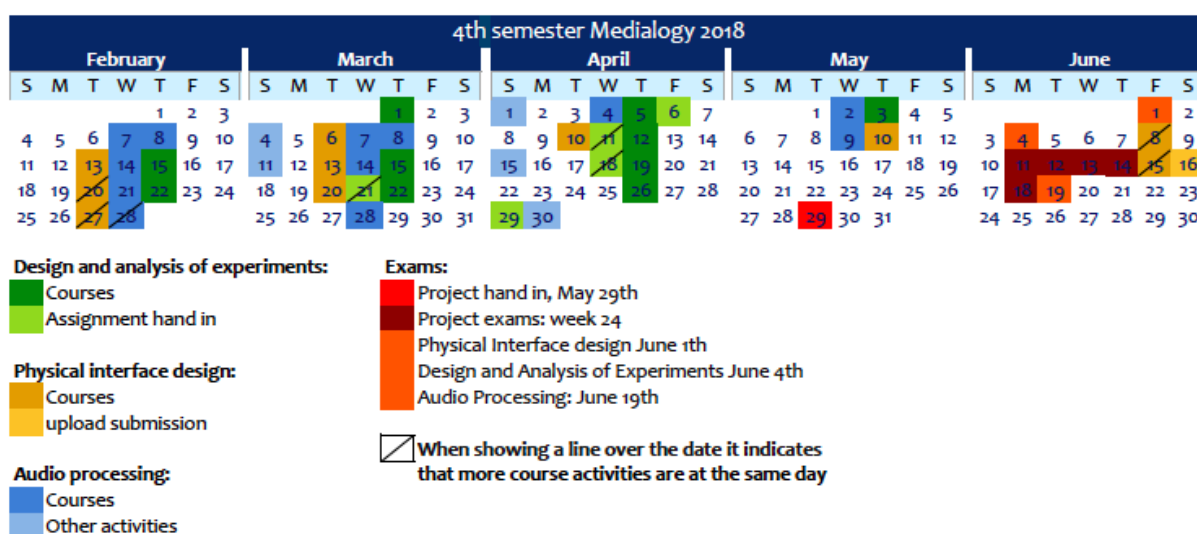 4th semester Medialogy 2018
February March April May June
S M T W T F S S M T W T F S S M T W T F S S M T W T F S S M T W T F S
1 2 3 1 2 3 1 2 3 4 5 6 7 1 2 3 4 5 1 2
4 5 6 7 8 9 10 4 5 6 7 8 9 10 8 9 10 11 12 13 14 6 7 8 9 10 11 12 3 4 5 6 7 8 9
11 12 13 14 15 16 17 11 12 13 14 15 16 17 15 16 17 18 19 20 21 13 14 15 16 17 18 19 10 11 12 13 14 15 16
18 19 20 21 22 23 24 18 19 20 21 22 23 24 22 23 24 25 26 27 28 20 21 22 23 24 25 26 17 18 19 20 21 22 23
25 26 27 28 25 26 27 28 29 30 31 29 30 27 28 29 30 31 24 25 26 27 28 29 30
Design and analysis of experiments:
Courses
Assignment hand in
Physical interface design:
Courses
upload submission
Audio processing:
Courses
Other activities
Exams:
Project hand in, May 29th
Project exams: week 24
Physical Interface design June 1th
Design and Analysis of Experiments June 4th
Audio Processing: June 19th
When showing a line over the date it indicates
that more course activities are at the same day